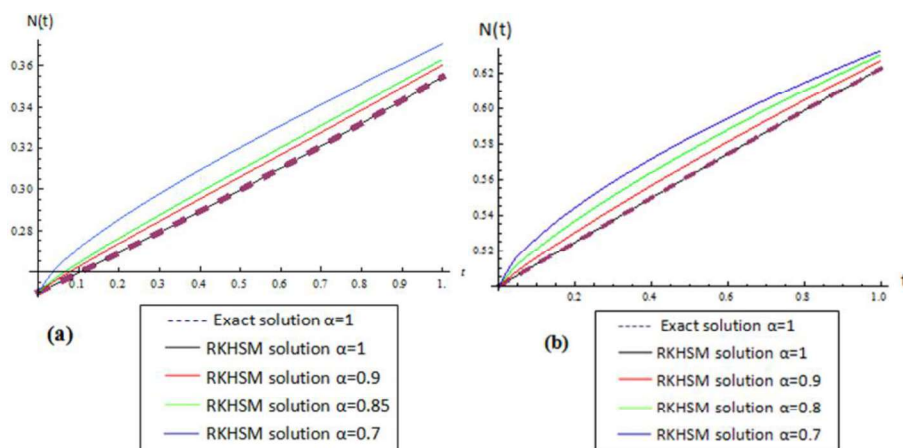 N(t)
0.36
0.34
0.32
0.30
0.28
0.1 0.2 0.3 0.4 0.5 0.6 0.7 0.8 0.9 1.
t
(a)
Exact solution α=1
RKHSM solution α=1
RKHSM solution α=0.9
RKHSM solution α=0.85
RKHSM solution α=0.7
N(t)
0.62
0.60
0.58
0.56
0.54
0.52
0.50
0.2 0.4 0.6 0.8 1.0
t
(b)
Exact solution α=1
RKHSM solution α=1
RKHSM solution α=0.9
RKHSM solution α=0.8
RKHSM solution α=0.7